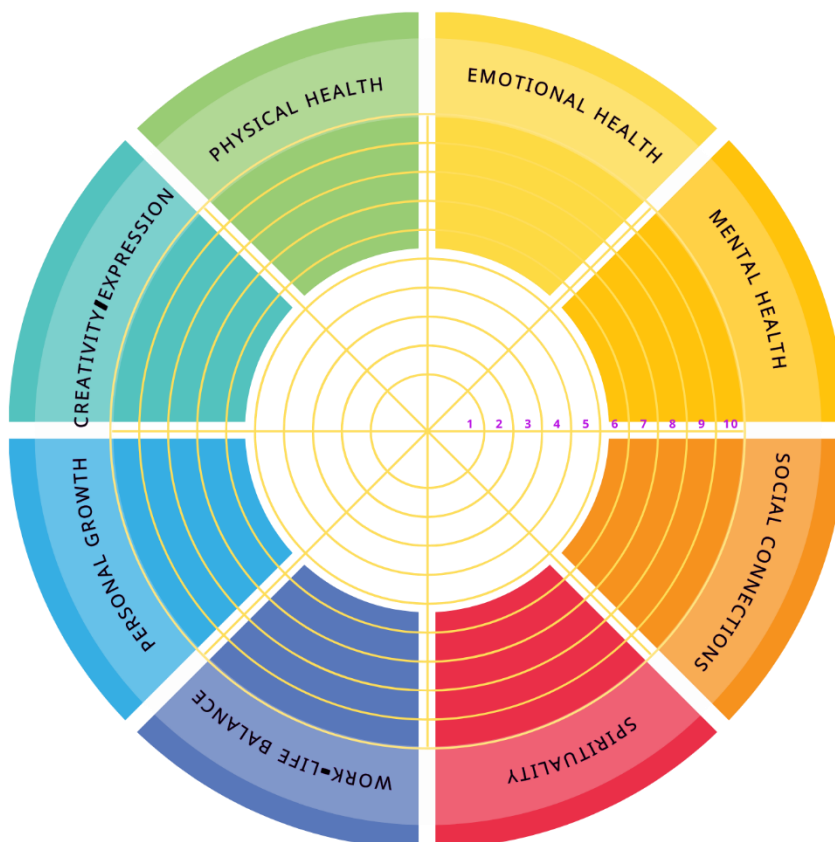 PHYSICAL HEALTH
EMOTIONAL HEALTH
MENTAL HEALTH
SOCIAL CONNECTIONS
SPIRITUALITY
WORK-LIFE BALANCE
PERSONAL GROWTH
CREATIVITY/EXPRESSION
1 2 3 4 5 6 7 8 9 10